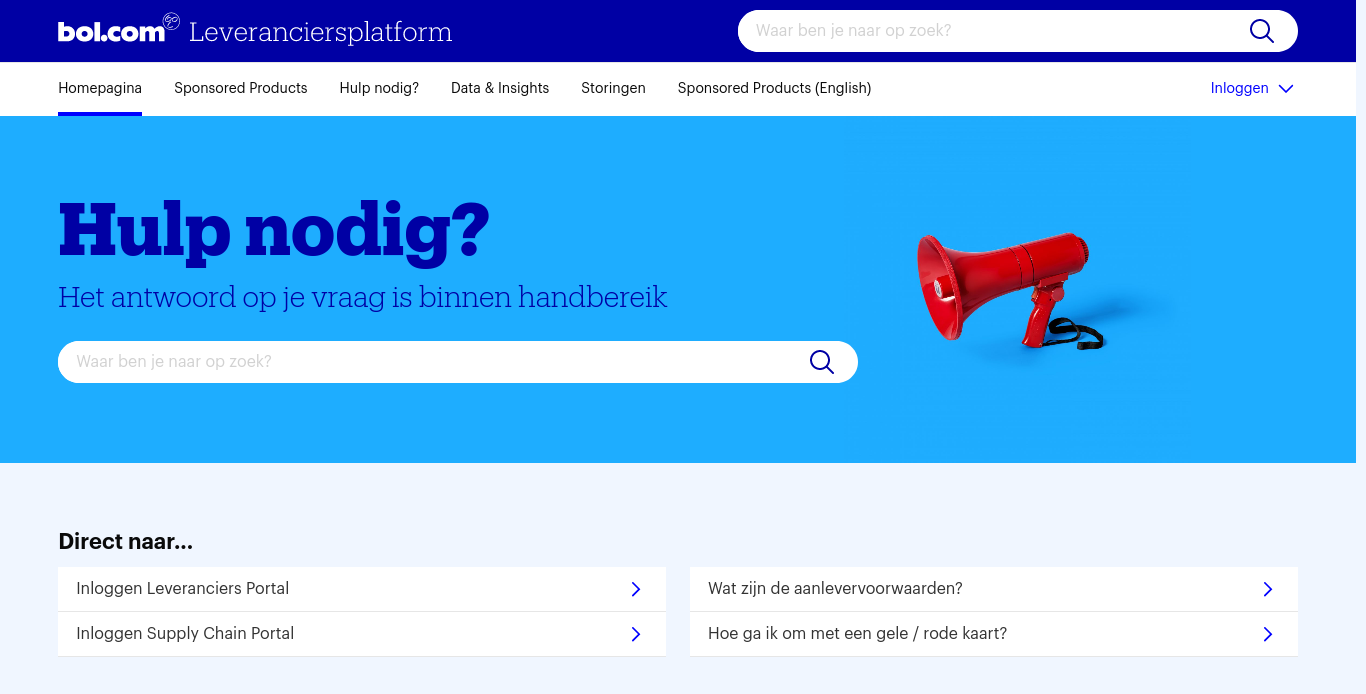 bol.com Leveranciersplatform
Waar ben je naar op zoek?
Homepagina Sponsored Products Hulp nodig? Data & Insights Storingen Sponsored Products (English) Inloggen
Hulp nodig?
Het antwoord op je vraag is binnen handbereik
Waar ben je naar op zoek?
Direct naar...
Inloggen Leveranciers Portal
Wat zijn de aanlevervoorwaarden?
Inloggen Supply Chain Portal
Hoe ga ik om met een gele / rode kaart?